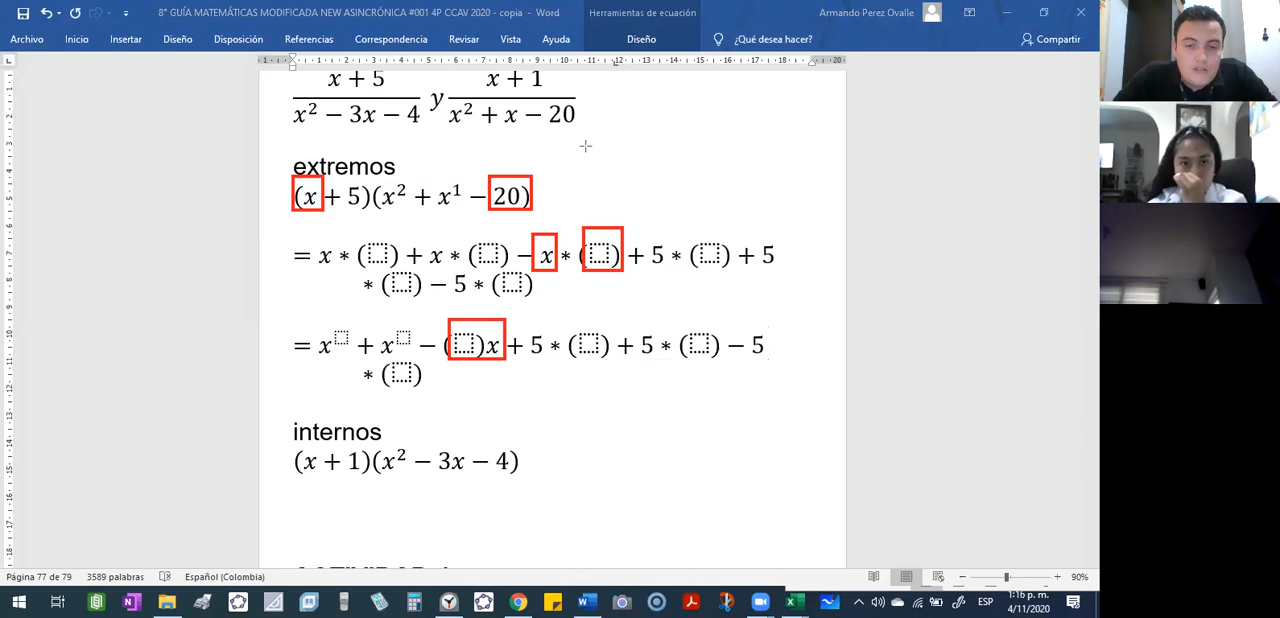 8° GUÍA MATEMÁTICAS MODIFICADA NEW ASINCRÓNICA #001 4P CCAV 2020 - copia - Word
Herramientas de ecuación
Armando Perez Ovalle
Archivo Inicio Insertar Diseño Disposición Referencias Correspondencia Revisar Vista Ayuda Diseño ¿Qué desea hacer? Compartir
x + 5 x + 1
y
x² − 3x − 4 x² + x − 20
extremos
(x + 5)(x² + x¹ − 20)
= x ∗ (⬚) + x ∗ (⬚) − x ∗ (⬚) + 5 ∗ (⬚) + 5
∗ (⬚) − 5 ∗ (⬚)
= x^⬚ + x^⬚ − (⬚)x + 5 ∗ (⬚) + 5 ∗ (⬚) − 5
∗ (⬚)
internos
(x + 1)(x² − 3x − 4)
Página 77 de 79 3589 palabras Español (Colombia) 90%
ESP 1:16 p. m.
4/11/2020